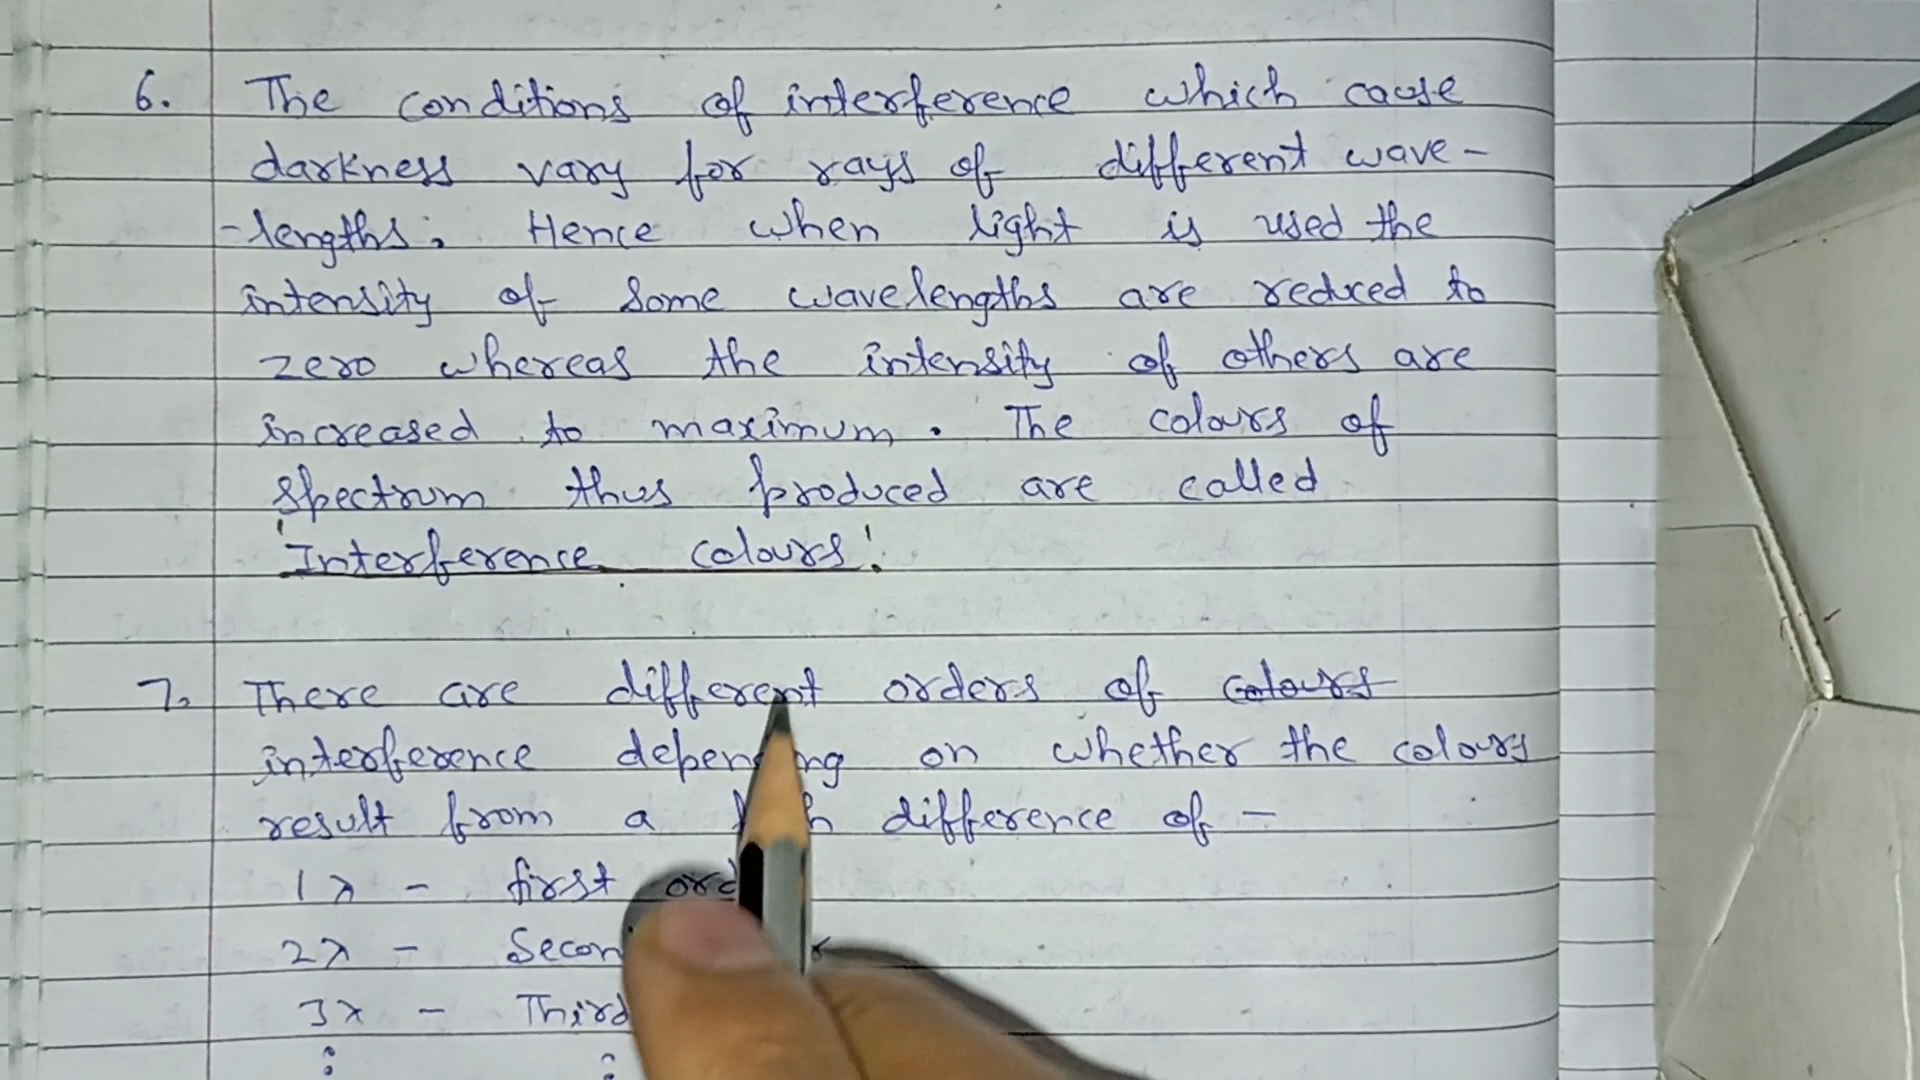 6. The conditions of interference which cause
darkness vary for rays of different wave-
-lengths. Hence when light is used the
intensity of some wavelengths are reduced to
zero whereas the intensity of others are
increased to maximum. The colours of
spectrum thus produced are called
'Interference colours'.
7. There are different orders of colours
interference depending on whether the colours
result from a difference of -
1λ - first
2λ -
3λ - Third